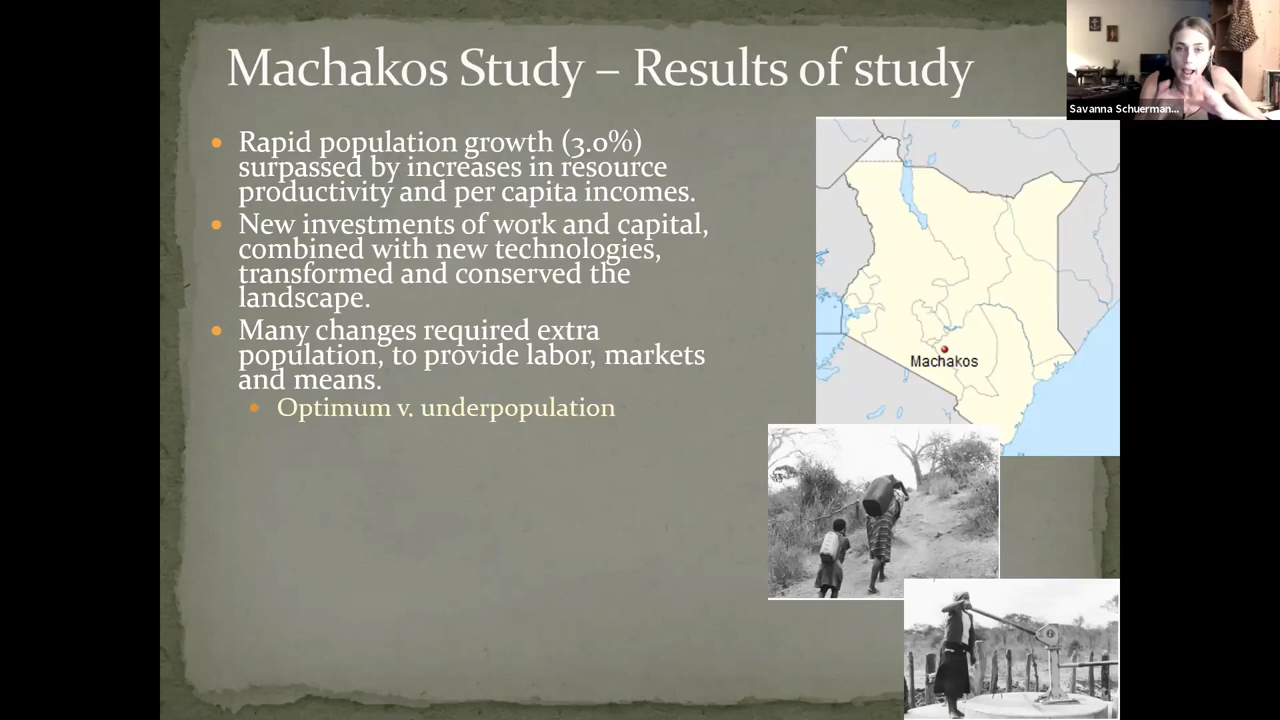 Machakos Study – Results of study
Savanna Schuerman...
• Rapid population growth (3.0%)
surpassed by increases in resource
productivity and per capita incomes.
• New investments of work and capital,
combined with new technologies,
transformed and conserved the
landscape.
• Many changes required extra
population, to provide labor, markets
and means.
• Optimum v. underpopulation
Machakos